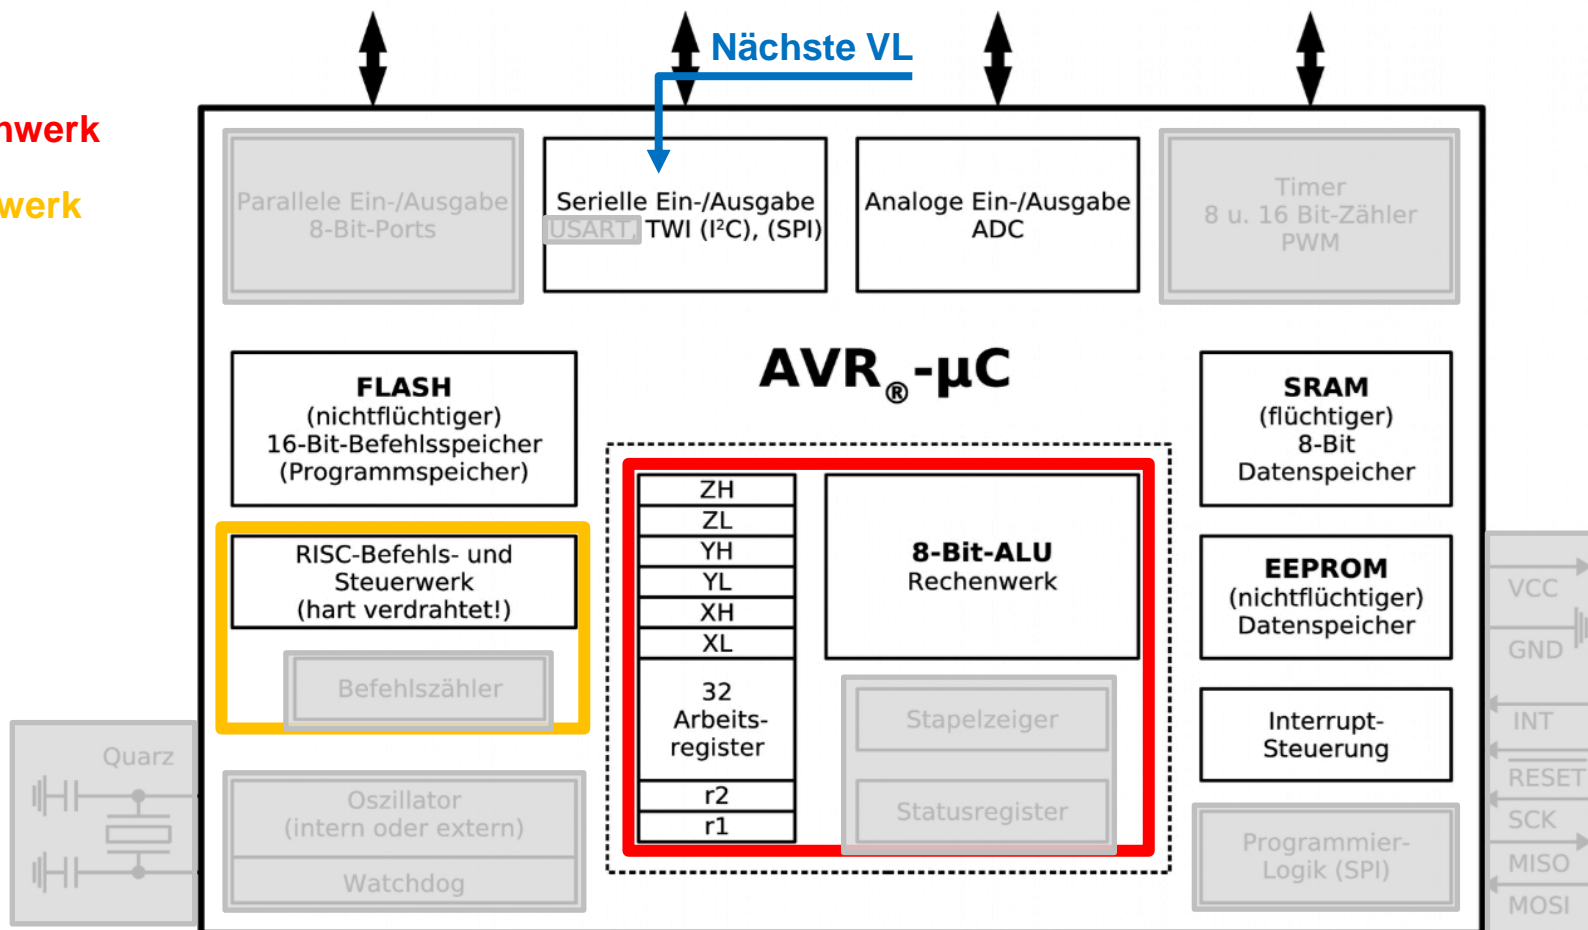 Nächste VL
nwerk
werk
Parallele Ein-/Ausgabe
8-Bit-Ports
Serielle Ein-/Ausgabe
USART, TWI (I²C), (SPI)
Analoge Ein-/Ausgabe
ADC
Timer
8 u. 16 Bit-Zähler
PWM
AVR®-µC
FLASH
(nichtflüchtiger)
16-Bit-Befehlsspeicher
(Programmspeicher)
SRAM
(flüchtiger)
8-Bit
Datenspeicher
RISC-Befehls- und
Steuerwerk
(hart verdrahtet!)
Befehlszähler
ZH
ZL
YH
YL
XH
XL
32
Arbeits-
register
r2
r1
8-Bit-ALU
Rechenwerk
Stapelzeiger
Statusregister
EEPROM
(nichtflüchtiger)
Datenspeicher
Interrupt-
Steuerung
Programmier-
Logik (SPI)
Quarz
Oszillator
(intern oder extern)
Watchdog
VCC
GND
INT
RESET
SCK
MISO
MOSI